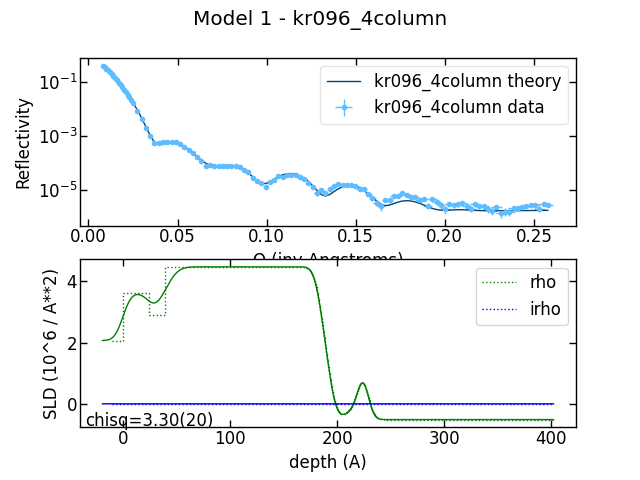 Model 1 - kr096_4column
kr096_4column theory
kr096_4column data
Reflectivity
10^-1
10^-3
10^-5
0.00 0.05 0.10 0.15 0.20 0.25
Q (inv Angstroms)
rho
irho
SLD (10^6 / A**2)
4
2
0
chisq=3.30(20)
0 100 200 300 400
depth (A)